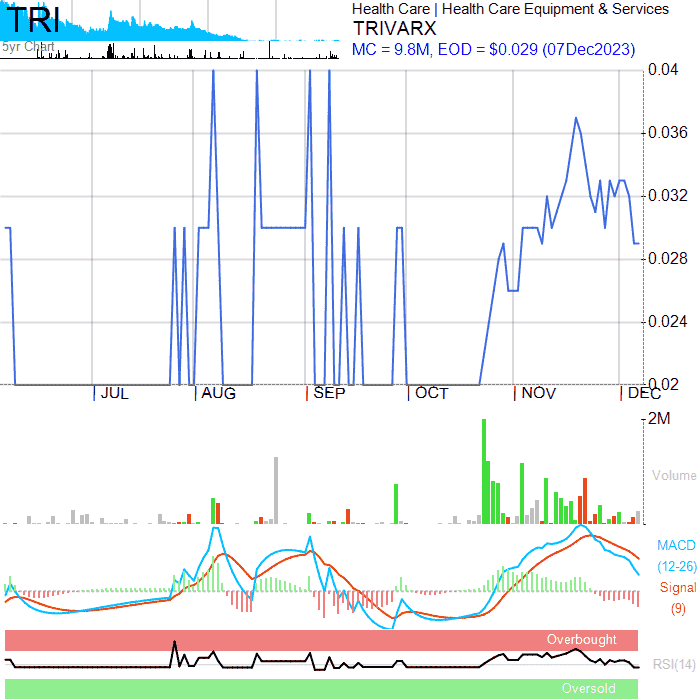 TRI
Health Care | Health Care Equipment & Services
TRIVARX
MC = 9.8M, EOD = $0.029 (07Dec2023)
5yr Chart
0.04
0.036
0.032
0.028
0.024
0.02
JUL
AUG
SEP
OCT
NOV
DEC
2M
Volume
MACD
(12-26)
Signal
(9)
Overbought
RSI(14)
Oversold